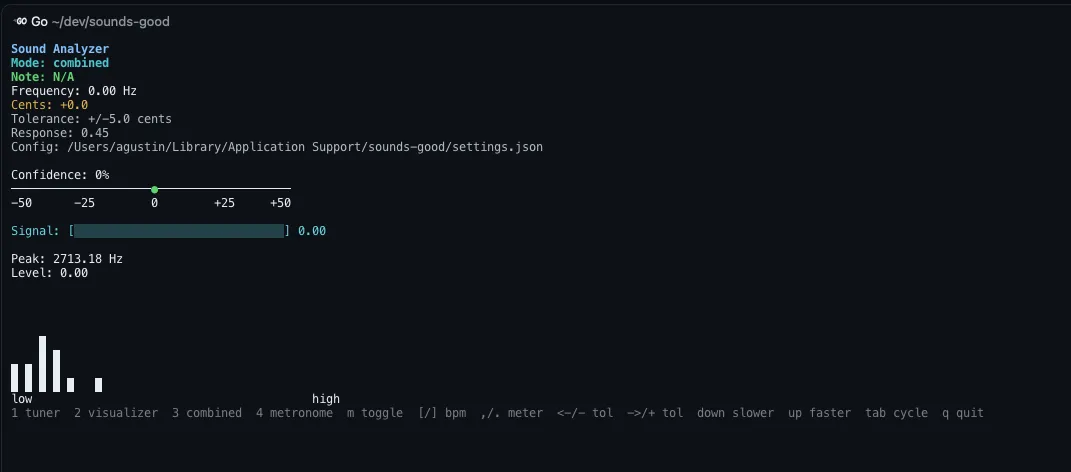 GO Go ~/dev/sounds-good
Sound Analyzer
Mode: combined
Note: N/A
Frequency: 0.00 Hz
Cents: +0.0
Tolerance: +/-5.0 cents
Response: 0.45
Config: /Users/agustin/Library/Application Support/sounds-good/settings.json
Confidence: 0%
-50 -25 0 +25 +50
Signal: [ ] 0.00
Peak: 2713.18 Hz
Level: 0.00
low high
1 tuner 2 visualizer 3 combined 4 metronome m toggle [/] bpm ,/. meter <-/- tol ->/+ tol down slower up faster tab cycle q quit